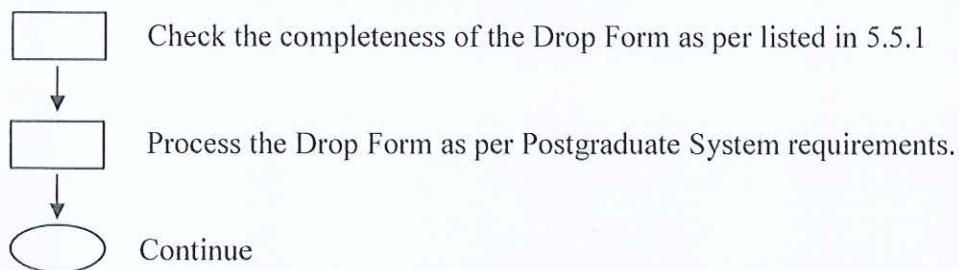 Check the completeness of the Drop Form as per listed in 5.5.1
Process the Drop Form as per Postgraduate System requirements.
Continue